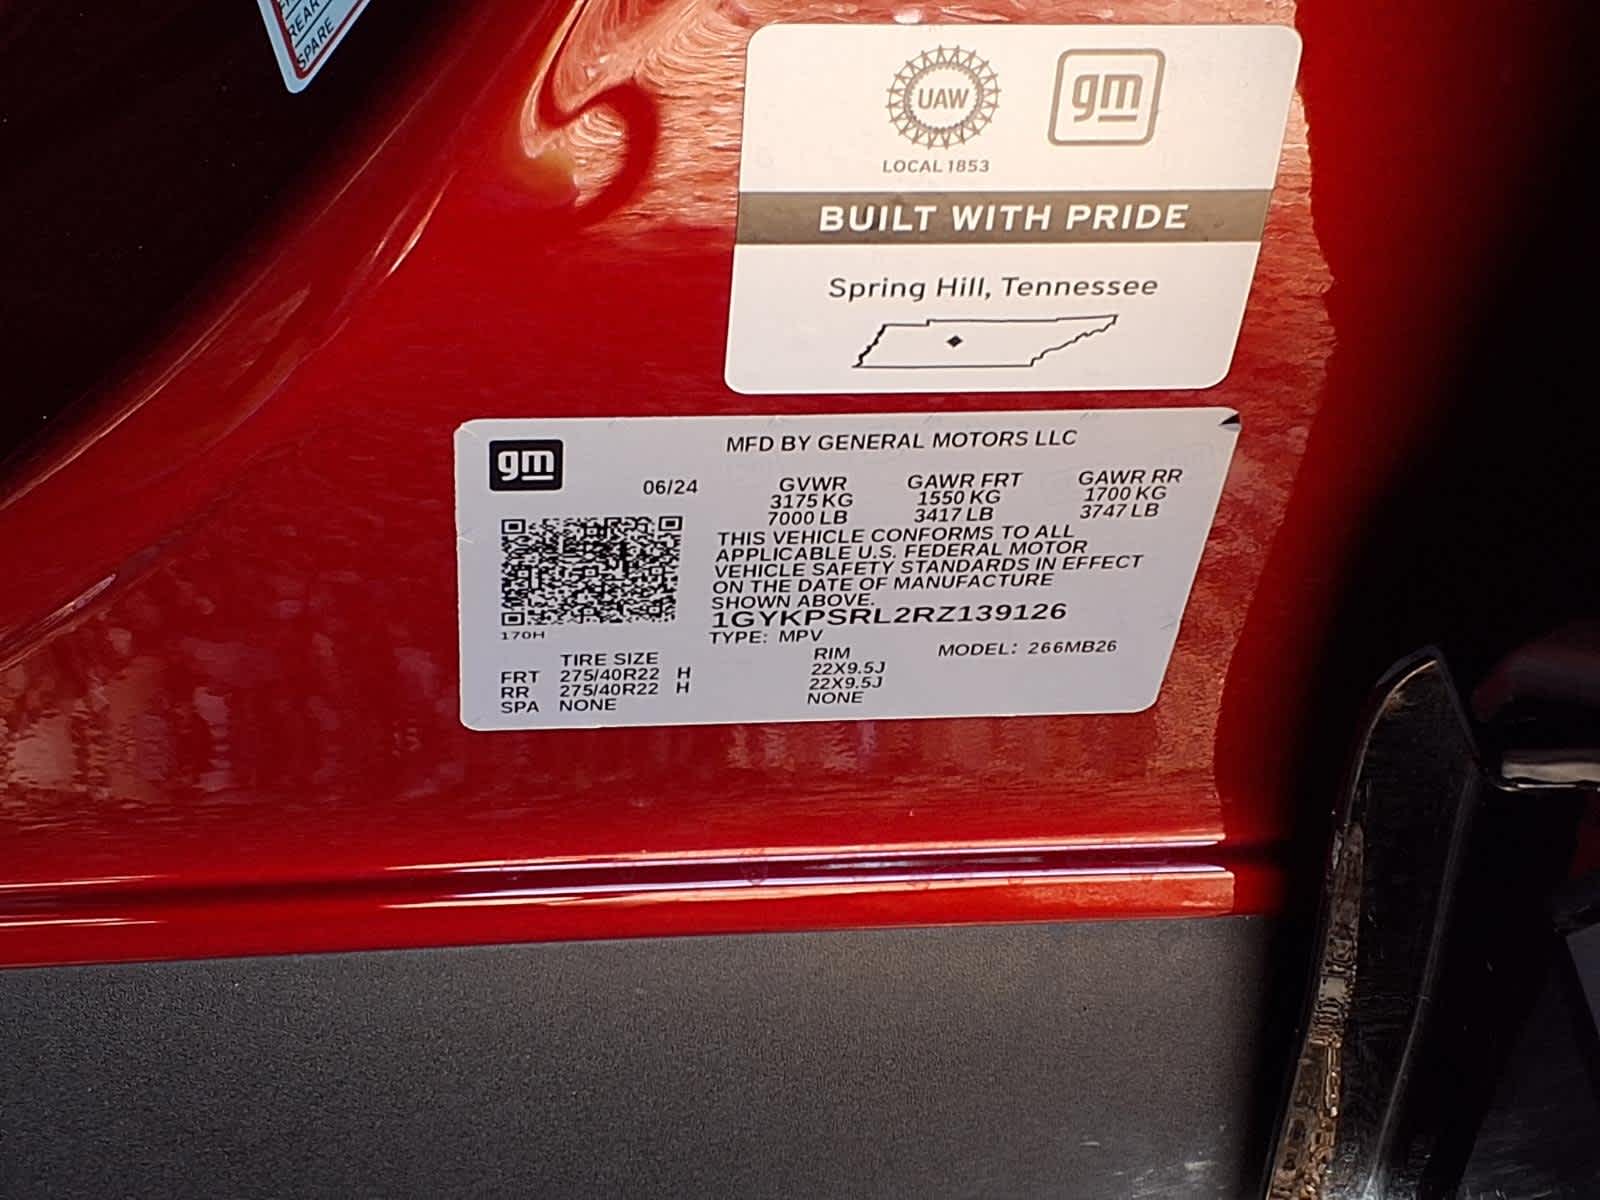 REAR
SPARE
UAW
gm
LOCAL 1853
BUILT WITH PRIDE
Spring Hill, Tennessee
gm
MFD BY GENERAL MOTORS LLC
06/24
GVWR GAWR FRT GAWR RR
3175 KG 1550 KG 1700 KG
7000 LB 3417 LB 3747 LB
THIS VEHICLE CONFORMS TO ALL
APPLICABLE U.S. FEDERAL MOTOR
VEHICLE SAFETY STANDARDS IN EFFECT
ON THE DATE OF MANUFACTURE
SHOWN ABOVE.
1GYKPSRL2RZ139126
170H
TYPE: MPV MODEL: 266MB26
TIRE SIZE RIM
FRT 275/40R22 H 22X9.5J
RR 275/40R22 H 22X9.5J
SPA NONE NONE